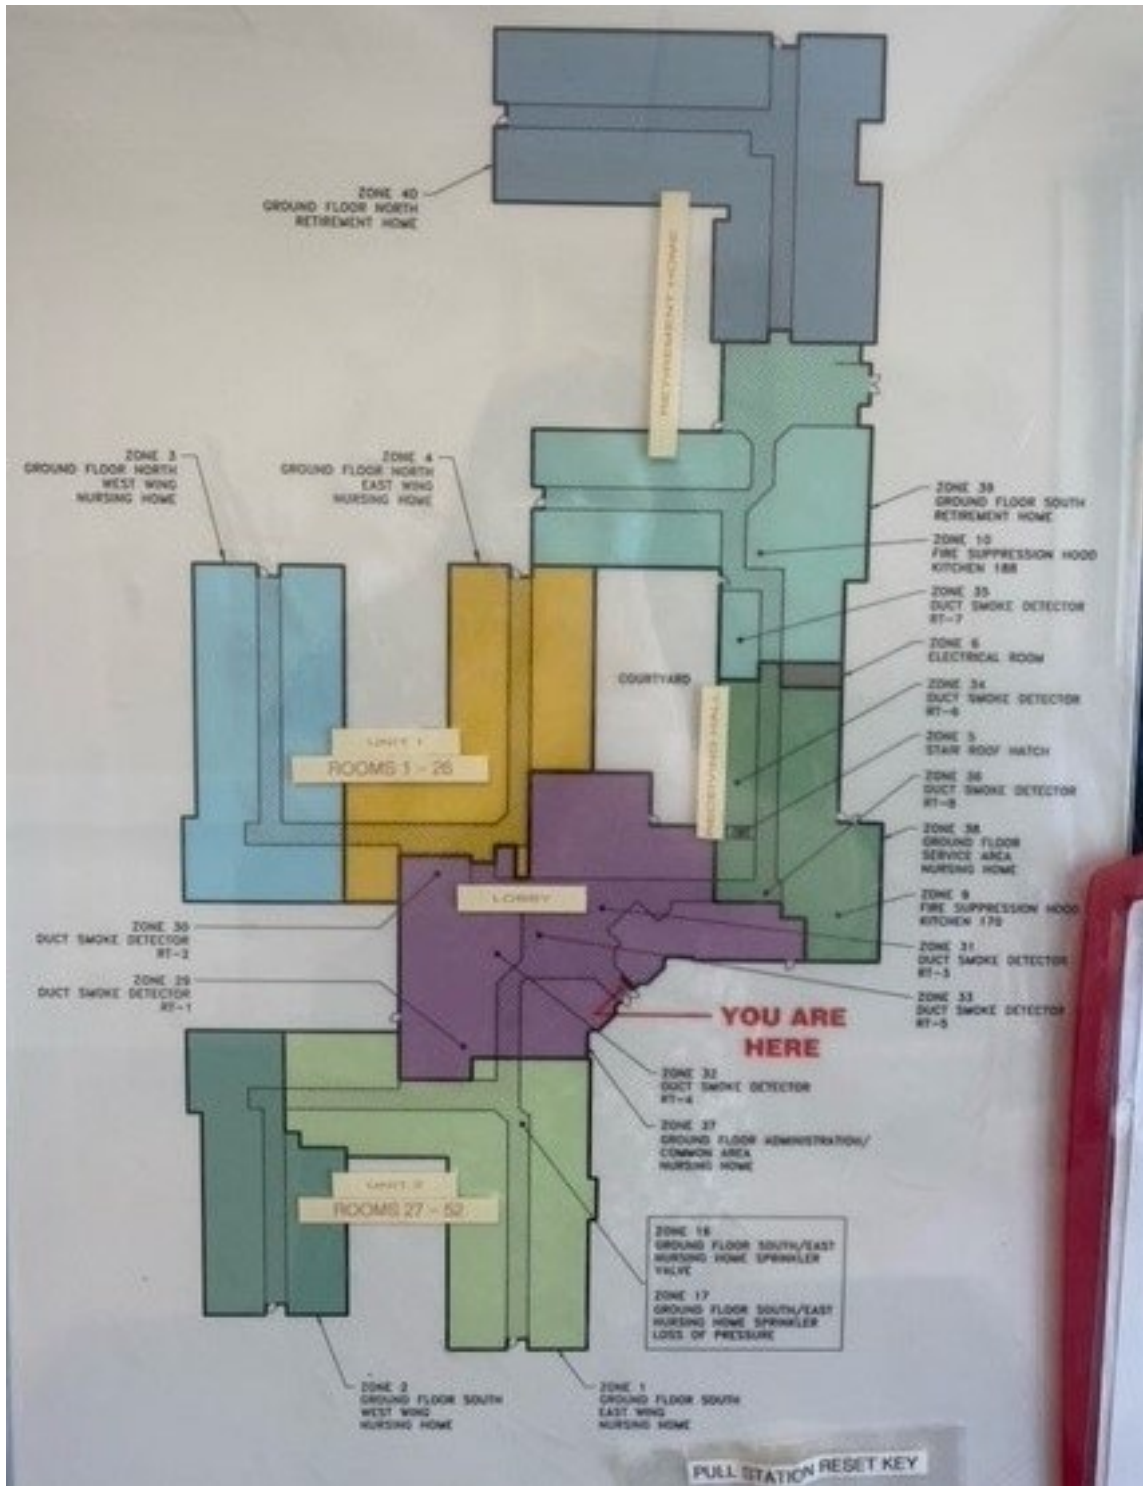 ZONE 40
GROUND FLOOR NORTH
RETIREMENT HOME
RETIREMENT HOME
ZONE 3
GROUND FLOOR NORTH
WEST WING
NURSING HOME
ZONE 4
GROUND FLOOR NORTH
EAST WING
NURSING HOME
ZONE 39
GROUND FLOOR SOUTH
RETIREMENT HOME
ZONE 10
FIRE SUPPRESSION HOOD
KITCHEN 188
ZONE 35
DUCT SMOKE DETECTOR
RT-7
ZONE 6
ELECTRICAL ROOM
COURTYARD
ZONE 34
DUCT SMOKE DETECTOR
RT-6
RECEIVING HALL
ZONE 5
STAIR ROOF HATCH
UNIT 1
ROOMS 1 - 26
ZONE 36
DUCT SMOKE DETECTOR
RT-8
ZONE 38
GROUND FLOOR
SERVICE AREA
NURSING HOME
LOBBY
ZONE 9
FIRE SUPPRESSION HOOD
KITCHEN 170
ZONE 30
DUCT SMOKE DETECTOR
RT-2
ZONE 31
DUCT SMOKE DETECTOR
RT-3
ZONE 29
DUCT SMOKE DETECTOR
RT-1
ZONE 33
DUCT SMOKE DETECTOR
RT-5
YOU ARE
HERE
ZONE 32
DUCT SMOKE DETECTOR
RT-4
ZONE 37
GROUND FLOOR ADMINISTRATION/
COMMON AREA
NURSING HOME
UNIT 2
ROOMS 27 - 52
ZONE 16
GROUND FLOOR SOUTH/EAST
NURSING HOME SPRINKLER
VALVE
ZONE 17
GROUND FLOOR SOUTH/EAST
NURSING HOME SPRINKLER
LOSS OF PRESSURE
ZONE 2
GROUND FLOOR SOUTH
WEST WING
NURSING HOME
ZONE 1
GROUND FLOOR SOUTH
EAST WING
NURSING HOME
PULL STATION RESET KEY